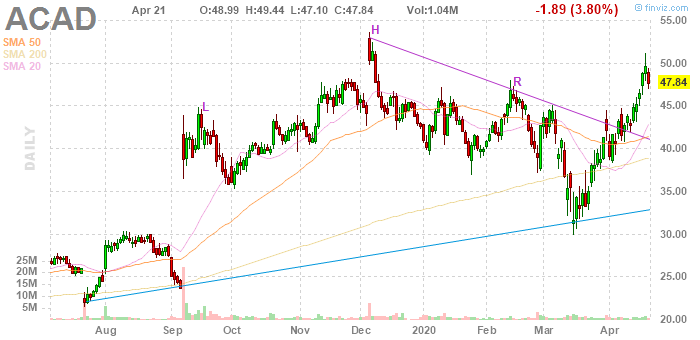 ACAD
Apr 21 O:48.99 H:49.44 L:47.10 C:47.84 Vol:1.04M -1.89 (3.80%)
© finviz.com
SMA 50
SMA 200
SMA 20
DAILY
L
H
R
55.00
50.00
47.84
45.00
40.00
35.00
30.00
25.00
20.00
25M
20M
15M
10M
5M
Aug Sep Oct Nov Dec 2020 Feb Mar Apr